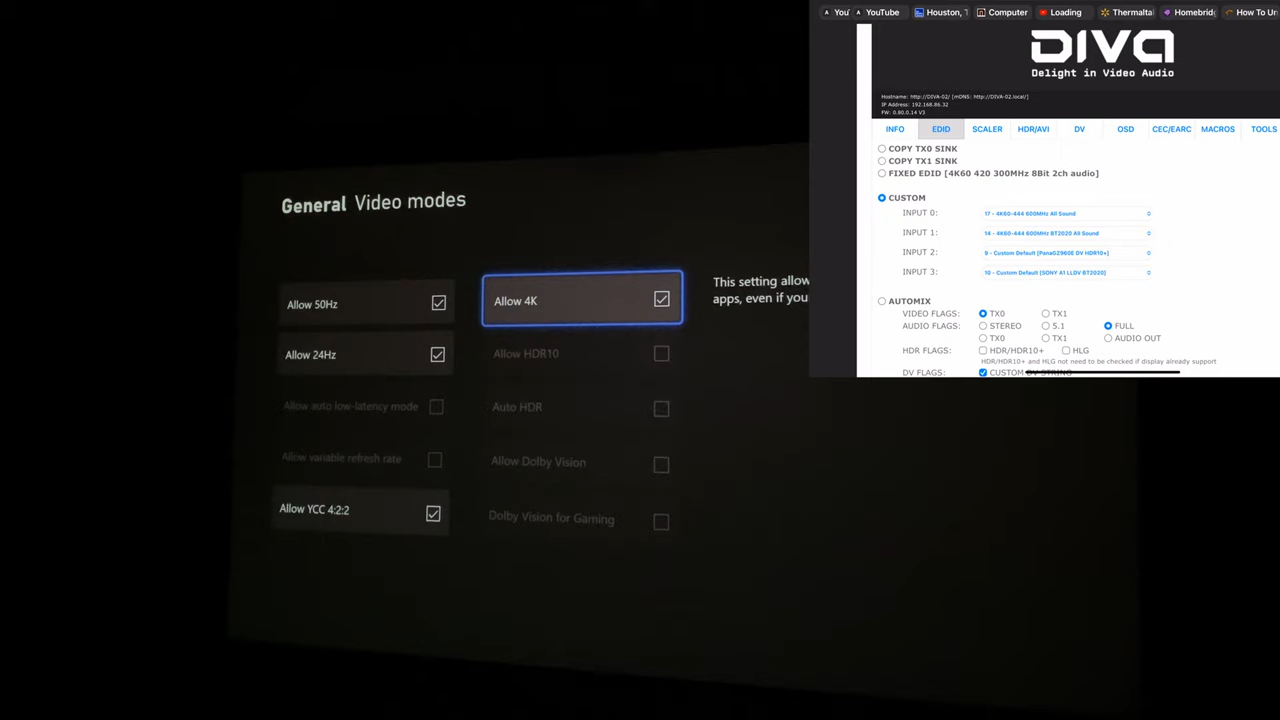 General Video modes
Allow 50Hz
Allow 24Hz
Allow auto low-latency mode
Allow variable refresh rate
Allow YCC 4:2:2
Allow 4K
Allow HDR10
Auto HDR
Allow Dolby Vision
Dolby Vision for Gaming
This setting allow
apps, even if you
You YouTube Houston, T Computer Loading Thermalta Homebridg How To Un
DIVA
Delight in Video Audio
Hostname: http://DIVA-02/ [mDNS: http://DIVA-02.local/]
IP Address: 192.168.86.32
FW: 0.90.0.14 V3
INFO EDID SCALER HDR/AVI DV OSD CEC/EARC MACROS TOOLS
COPY TX0 SINK
COPY TX1 SINK
FIXED EDID [4K60 420 300MHz 8Bit 2ch audio]
CUSTOM
INPUT 0: 17 - 4K60-444 600MHz All Sound
INPUT 1: 14 - 4K60-444 600MHz BT2020 All Sound
INPUT 2: 9 - Custom Default [PanaGZ960E DV HDR10+]
INPUT 3: 10 - Custom Default [SONY A1 LLDV BT2020]
AUTOMIX
VIDEO FLAGS: TX0 TX1
AUDIO FLAGS: STEREO 5.1 FULL
TX0 TX1 AUDIO OUT
HDR FLAGS: HDR/HDR10+ HLG
HDR/HDR10+ and HLG not need to be checked if display already support
DV FLAGS: CUSTOM DV STRING